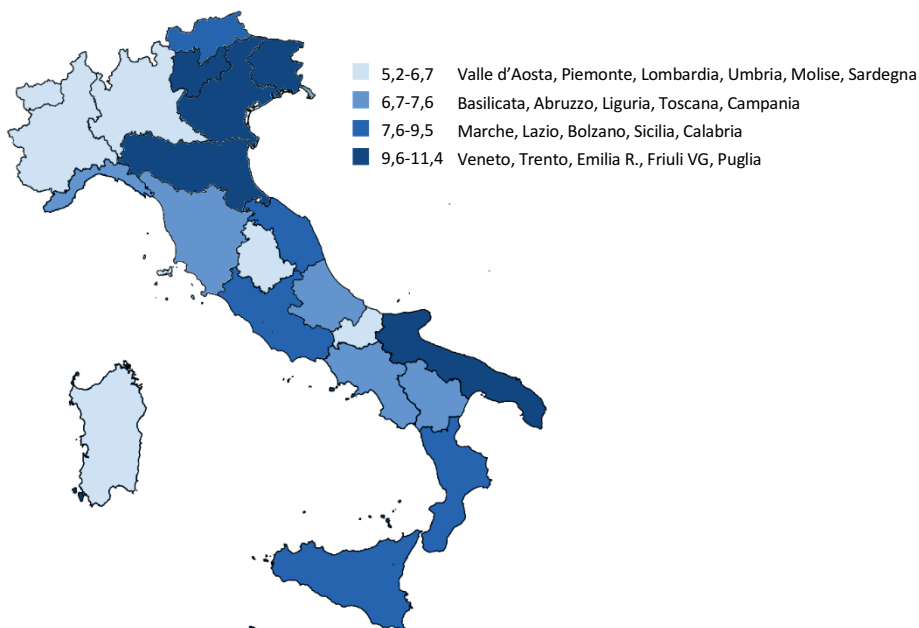 5,2-6,7 Valle d’Aosta, Piemonte, Lombardia, Umbria, Molise, Sardegna
6,7-7,6 Basilicata, Abruzzo, Liguria, Toscana, Campania
7,6-9,5 Marche, Lazio, Bolzano, Sicilia, Calabria
9,6-11,4 Veneto, Trento, Emilia R., Friuli VG, Puglia